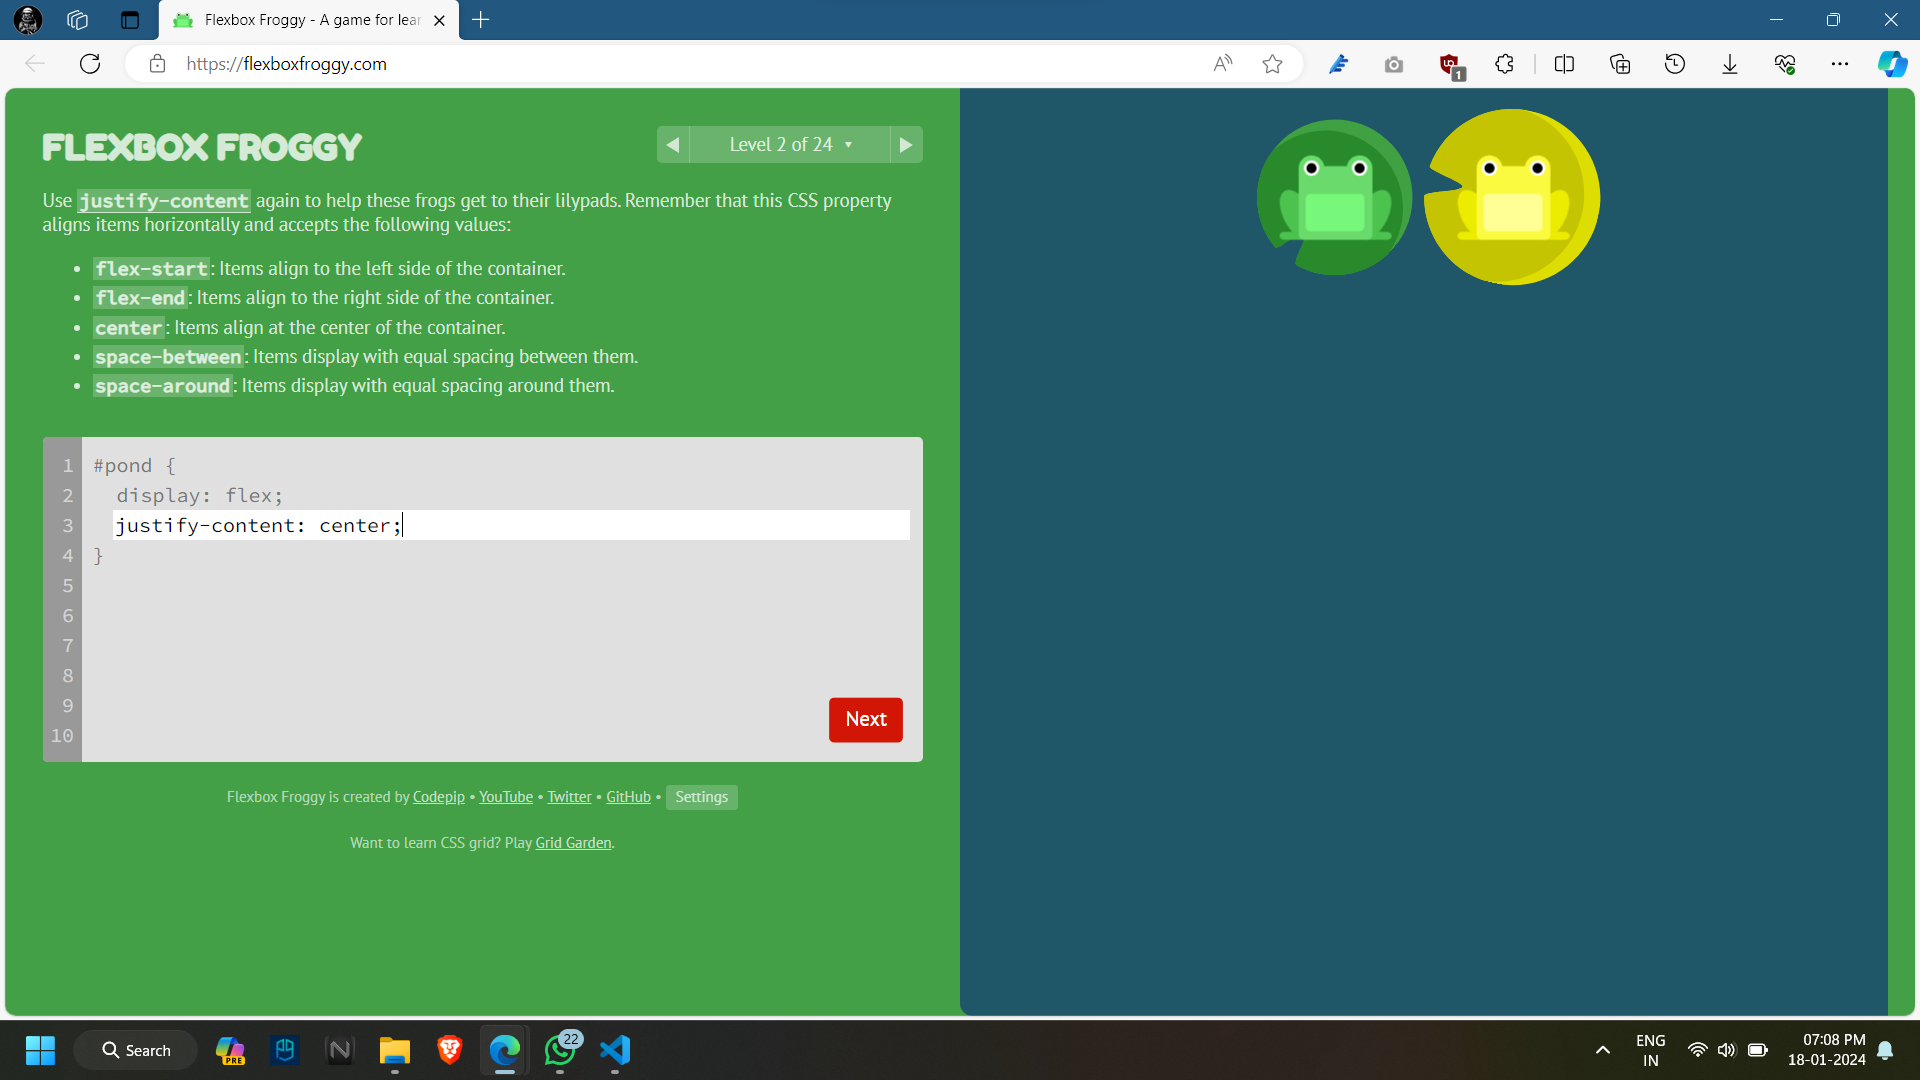 Flexbox Froggy - A game for lear
https://flexboxfroggy.com
1
FLEXBOX FROGGY
Level 2 of 24
Use justify-content again to help these frogs get to their lilypads. Remember that this CSS property
aligns items horizontally and accepts the following values:
• flex-start: Items align to the left side of the container.
• flex-end: Items align to the right side of the container.
• center: Items align at the center of the container.
• space-between: Items display with equal spacing between them.
• space-around: Items display with equal spacing around them.
1 #pond {
2 display: flex;
3 justify-content: center;
4 }
5
6
7
8
9
10
Next
Flexbox Froggy is created by Codepip • YouTube • Twitter • GitHub • Settings
Want to learn CSS grid? Play Grid Garden.
Search
PRE
22
ENG
IN
07:08 PM
18-01-2024